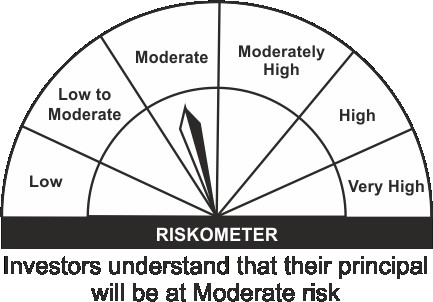 Low
Low to
Moderate
Moderate
Moderately
High
High
Very High
RISKOMETER
Investors understand that their principal
will be at Moderate risk